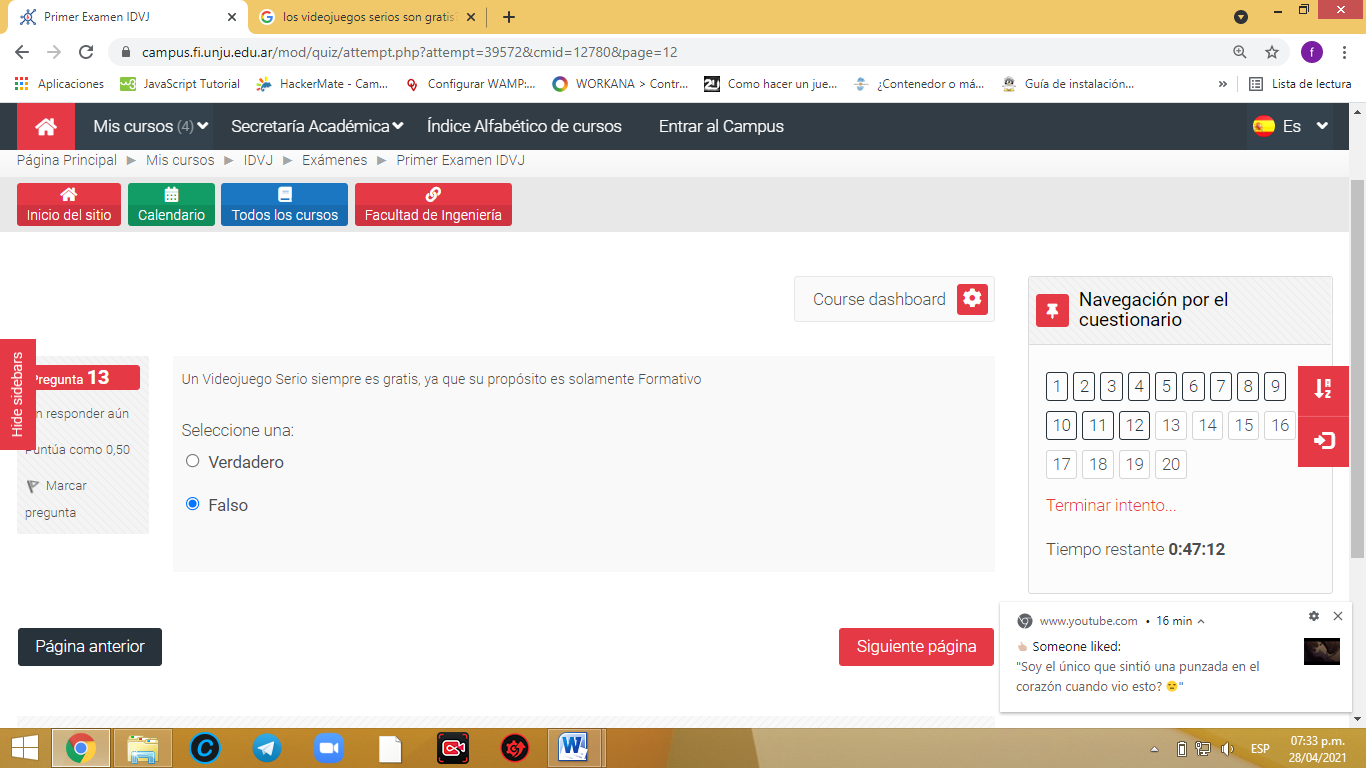 Primer Examen IDVJ
los videojuegos serios son gratis
campus.fi.unju.edu.ar/mod/quiz/attempt.php?attempt=39572&cmid=12780&page=12
f
Aplicaciones
JavaScript Tutorial
HackerMate - Cam...
Configurar WAMP:...
WORKANA > Contr...
Como hacer un jue...
¿Contenedor o má...
Guía de instalación...
»
Lista de lectura
Mis cursos (4)
Secretaría Académica
Índice Alfabético de cursos
Entrar al Campus
Es
Página Principal ► Mis cursos ► IDVJ ► Exámenes ► Primer Examen IDVJ
Inicio del sitio
Calendario
Todos los cursos
Facultad de Ingeniería
Course dashboard
Hide sidebars
Pregunta 13
n responder aún
Puntúa como 0,50
Marcar
pregunta
Un Videojuego Serio siempre es gratis, ya que su propósito es solamente Formativo
Seleccione una:
Verdadero
Falso
Página anterior
Siguiente página
Navegación por el
cuestionario
1 2 3 4 5 6 7 8 9
10 11 12 13 14 15 16
17 18 19 20
Terminar intento...
Tiempo restante 0:47:12
www.youtube.com • 16 min
Someone liked:
"Soy el único que sintió una punzada en el
corazón cuando vio esto? 😔"
ESP
07:33 p.m.
28/04/2021